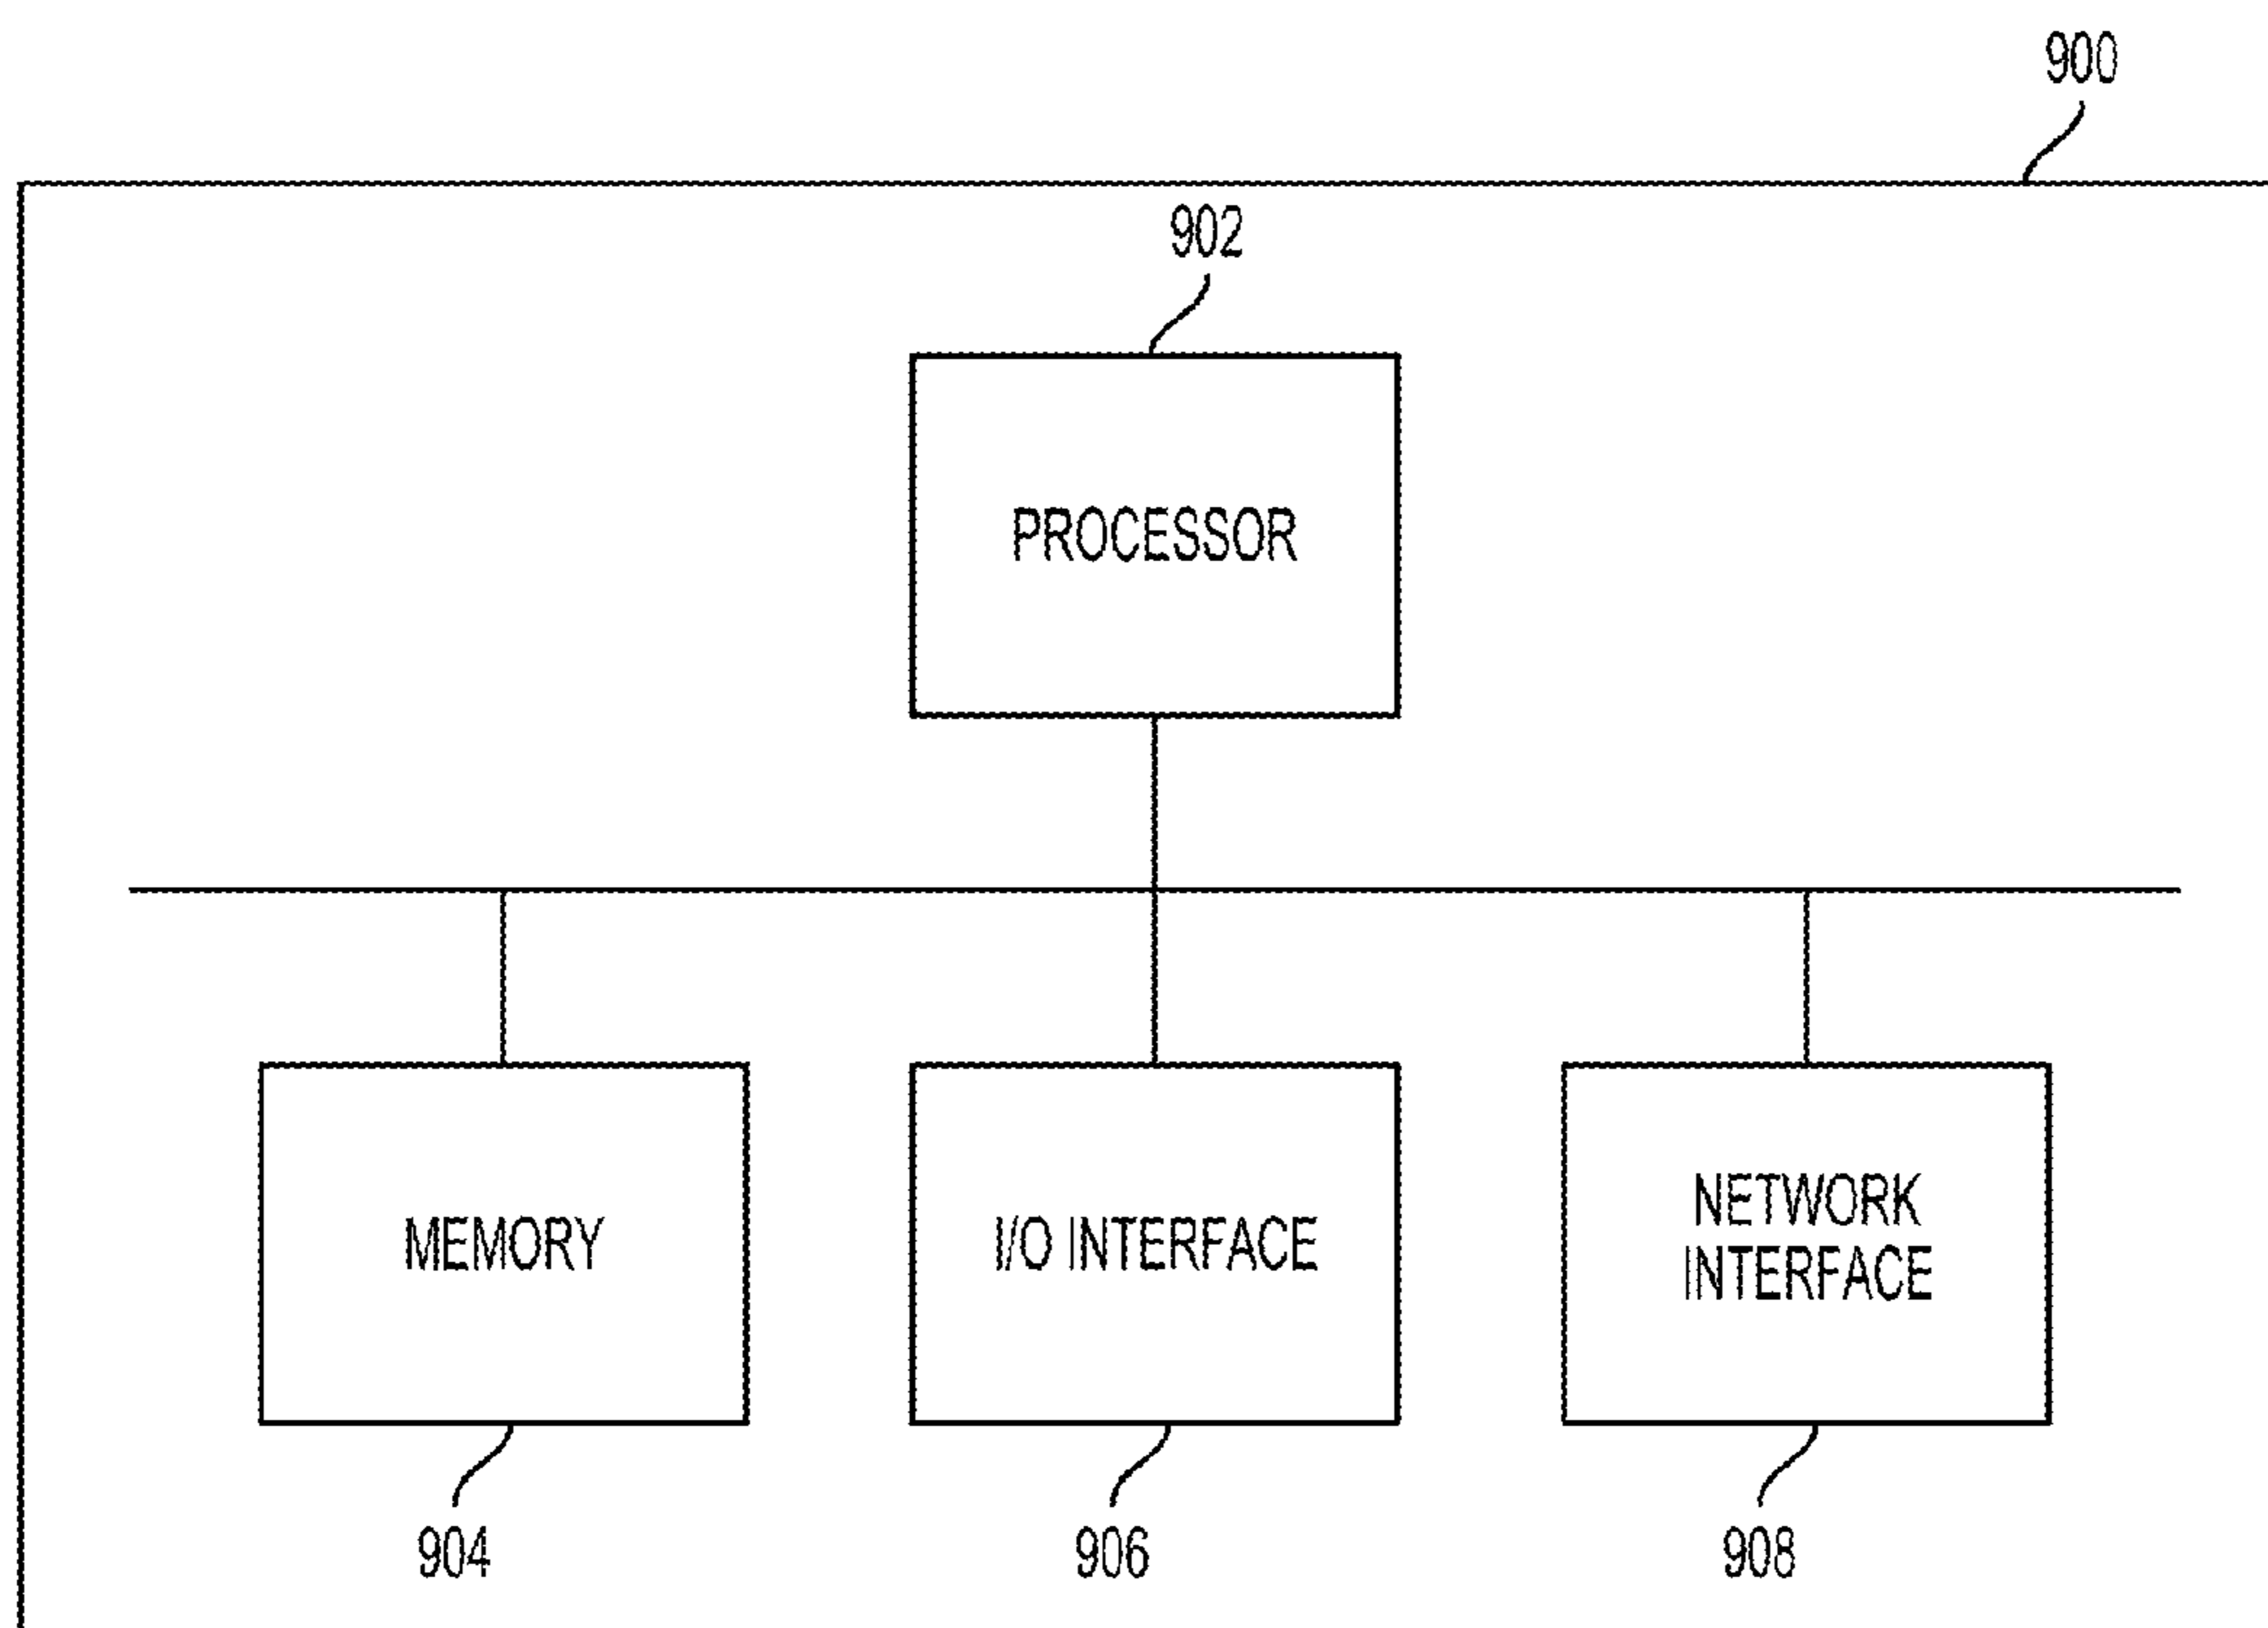 900
902
PROCESSOR
MEMORY
I/O INTERFACE
NETWORK
INTERFACE
904
906
908